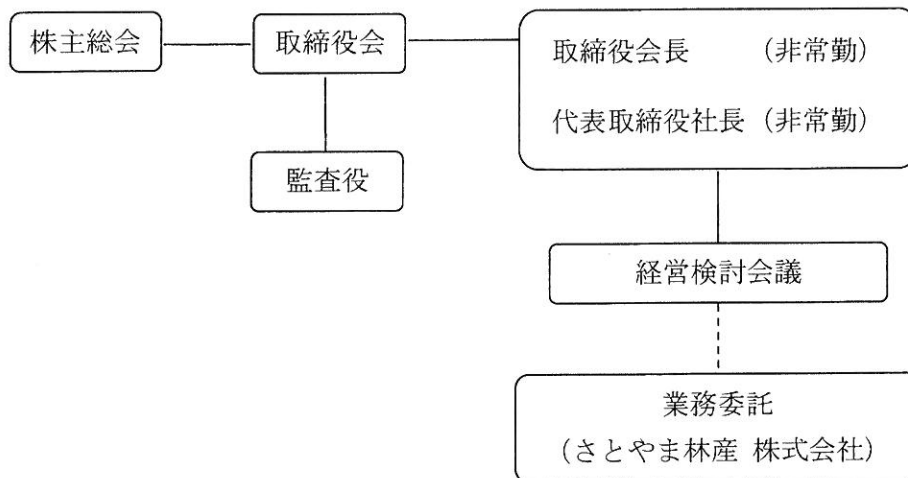 株主総会
取締役会
取締役会長 (非常勤)
代表取締役社長 (非常勤)
監査役
経営検討会議
業務委託
(さとやま林産 株式会社)